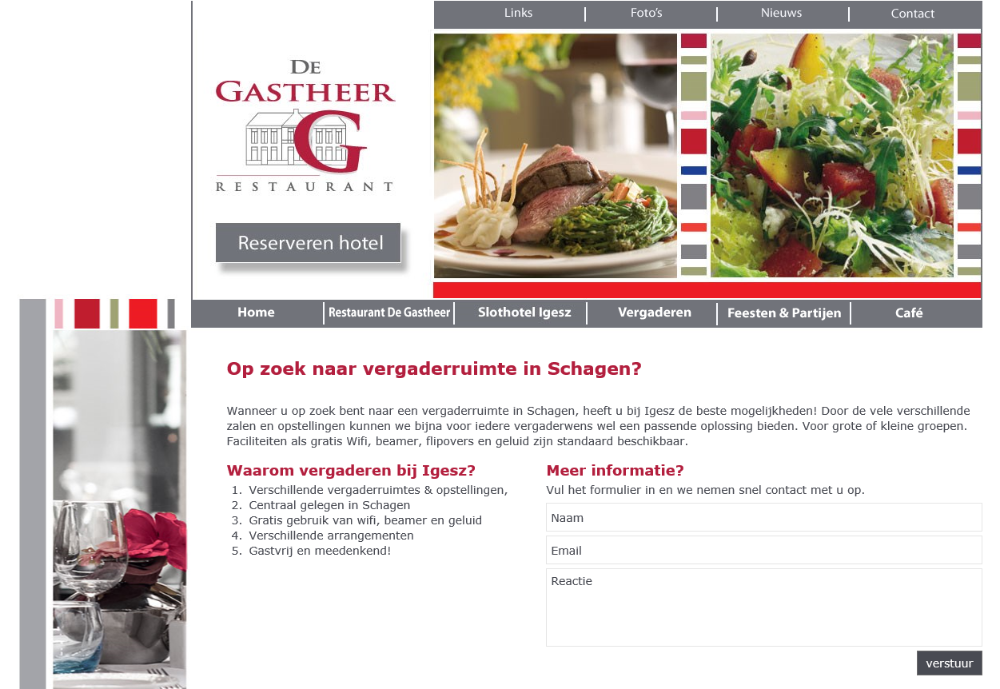 Links
Foto's
Nieuws
Contact
DE
GASTHEER
G
RESTAURANT
Reserveren hotel
Home
Restaurant De Gastheer
Slothotel Igesz
Vergaderen
Feesten & Partijen
Café
Op zoek naar vergaderruimte in Schagen?
Wanneer u op zoek bent naar een vergaderruimte in Schagen, heeft u bij Igesz de beste mogelijkheden! Door de vele verschillende
zalen en opstellingen kunnen we bijna voor iedere vergaderwens wel een passende oplossing bieden. Voor grote of kleine groepen.
Faciliteiten als gratis Wifi, beamer, flipovers en geluid zijn standaard beschikbaar.
Waarom vergaderen bij Igesz?
1. Verschillende vergaderruimtes & opstellingen,
2. Centraal gelegen in Schagen
3. Gratis gebruik van wifi, beamer en geluid
4. Verschillende arrangementen
5. Gastvrij en meedenkend!
Meer informatie?
Vul het formulier in en we nemen snel contact met u op.
Naam
Email
Reactie
verstuur